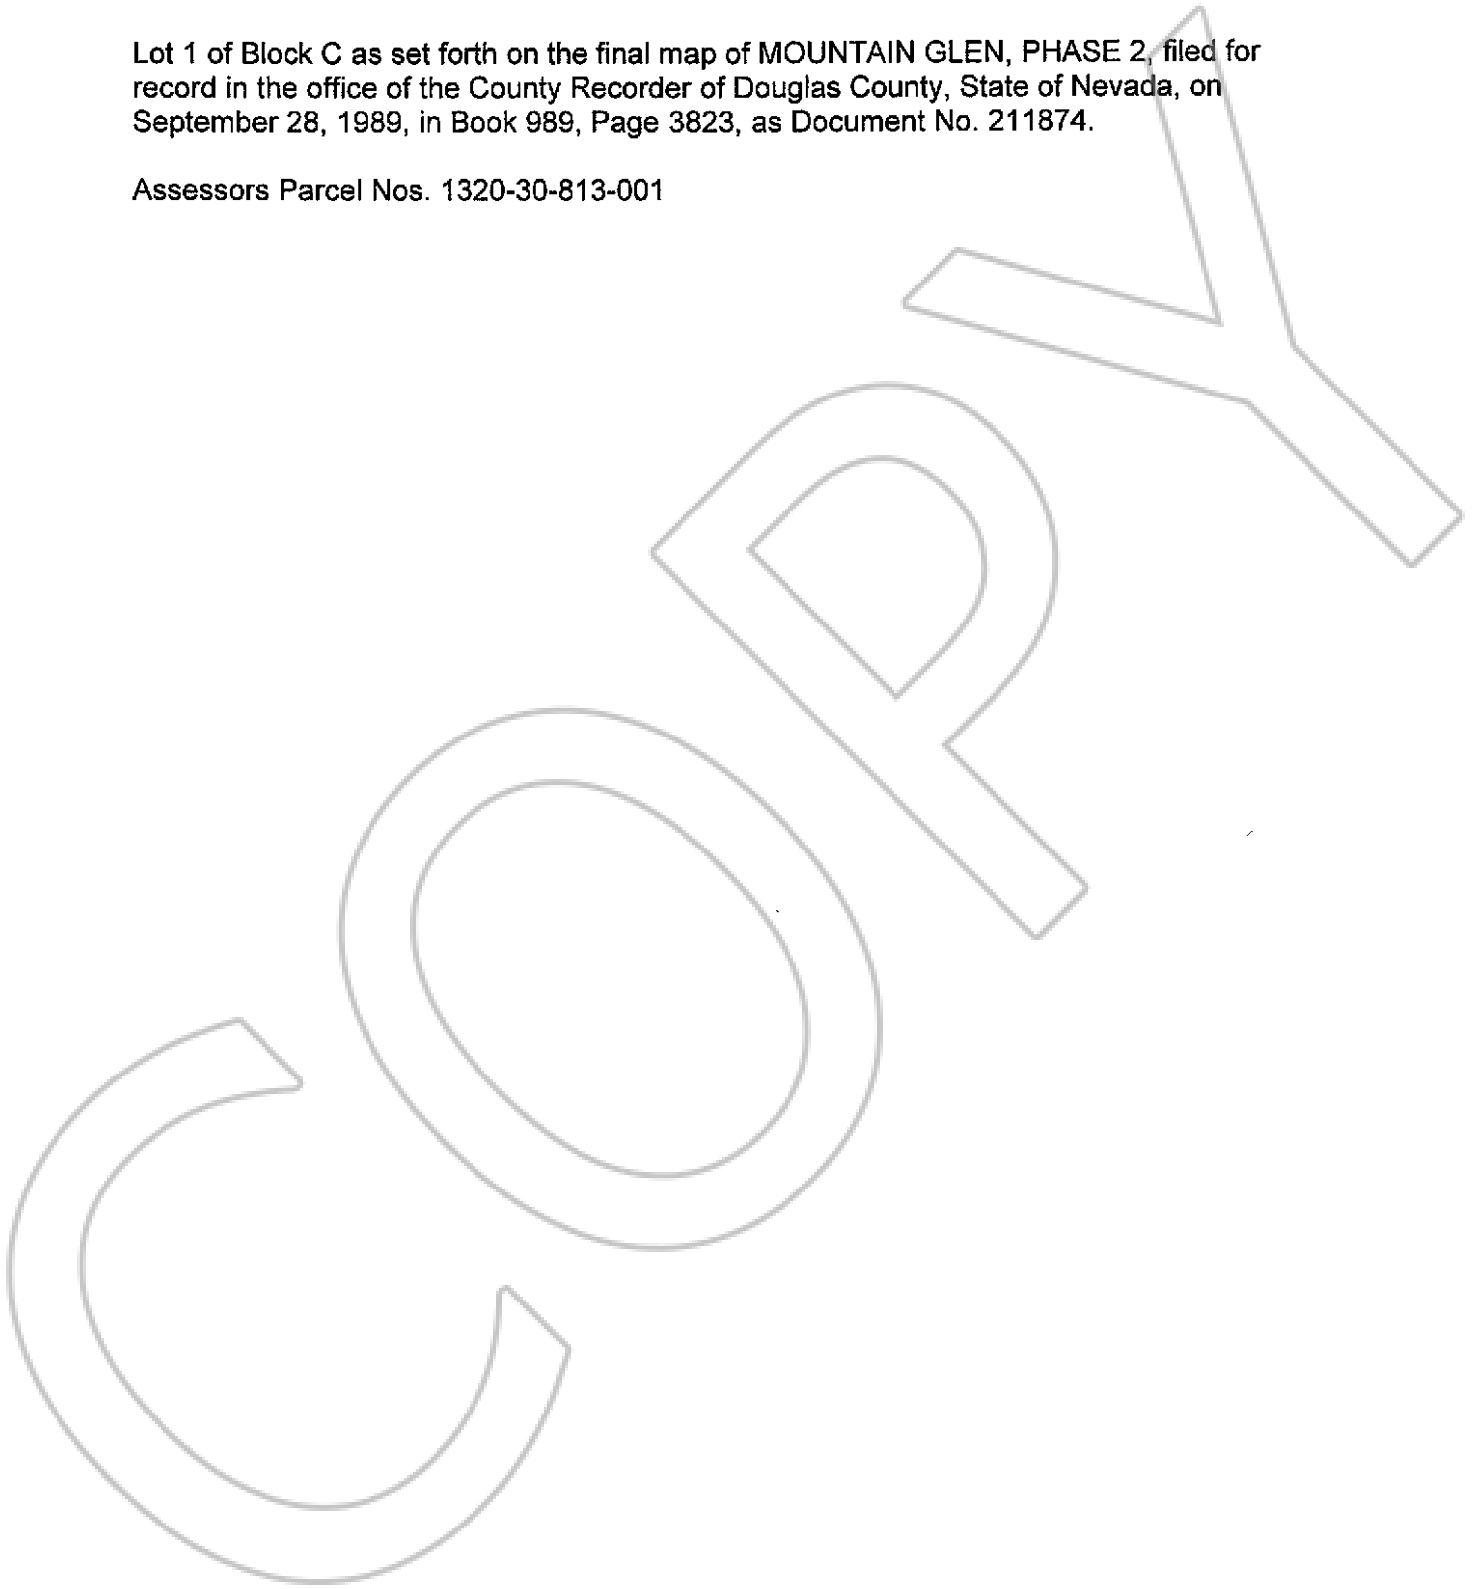 Lot 1 of Block C as set forth on the final map of MOUNTAIN GLEN, PHASE 2, filed for
record in the office of the County Recorder of Douglas County, State of Nevada, on
September 28, 1989, in Book 989, Page 3823, as Document No. 211874.
Assessors Parcel Nos. 1320-30-813-001
COPY